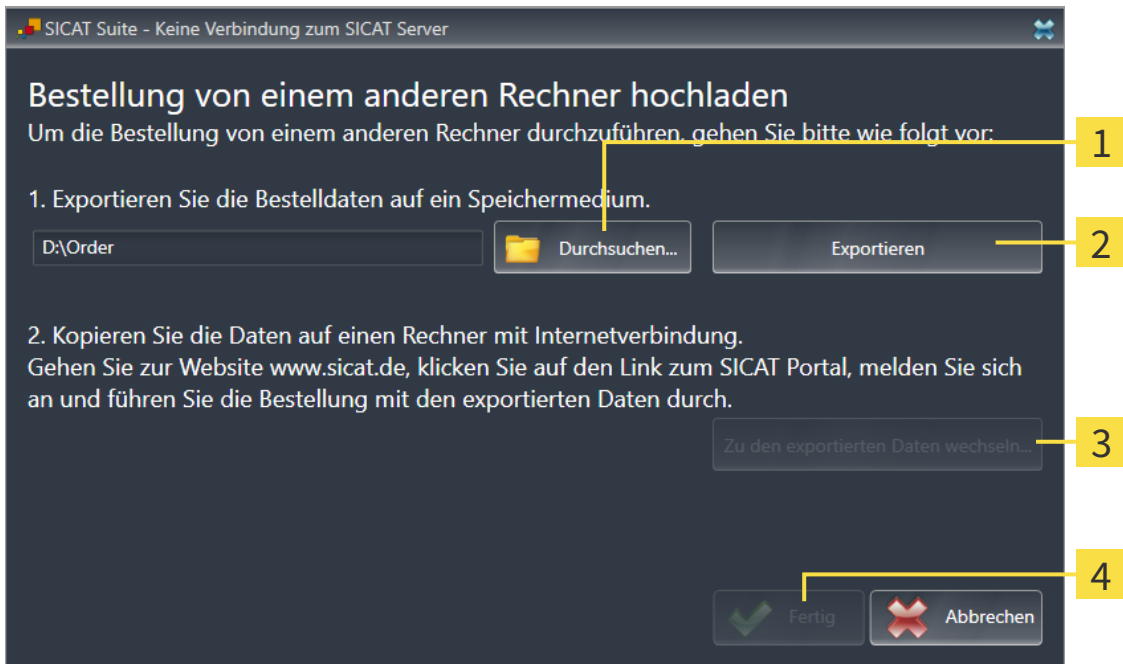 SICAT Suite - Keine Verbindung zum SICAT Server
Bestellung von einem anderen Rechner hochladen
Um die Bestellung von einem anderen Rechner durchzuführen, gehen Sie bitte wie folgt vor:
1
1. Exportieren Sie die Bestelldaten auf ein Speichermedium.
D:\Order
Durchsuchen...
Exportieren
2
2. Kopieren Sie die Daten auf einen Rechner mit Internetverbindung.
Gehen Sie zur Website www.sicat.de, klicken Sie auf den Link zum SICAT Portal, melden Sie sich
an und führen Sie die Bestellung mit den exportierten Daten durch.
Zu den exportierten Daten wechseln...
3
4
Fertig
Abbrechen